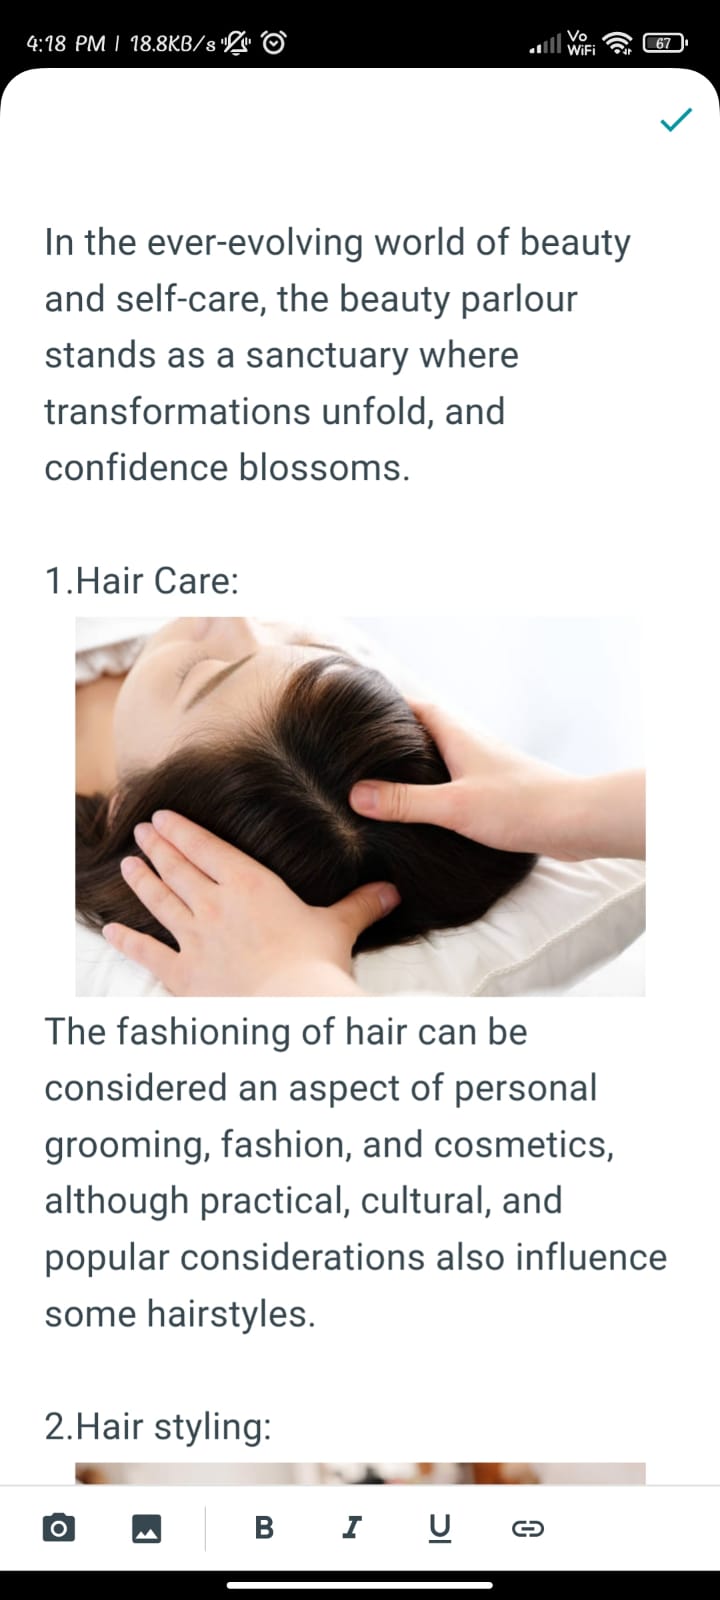 4:18 PM | 18.8KB/s
Vo
WiFi
67
In the ever-evolving world of beauty
and self-care, the beauty parlour
stands as a sanctuary where
transformations unfold, and
confidence blossoms.
1.Hair Care:
The fashioning of hair can be
considered an aspect of personal
grooming, fashion, and cosmetics,
although practical, cultural, and
popular considerations also influence
some hairstyles.
2.Hair styling:
B I U